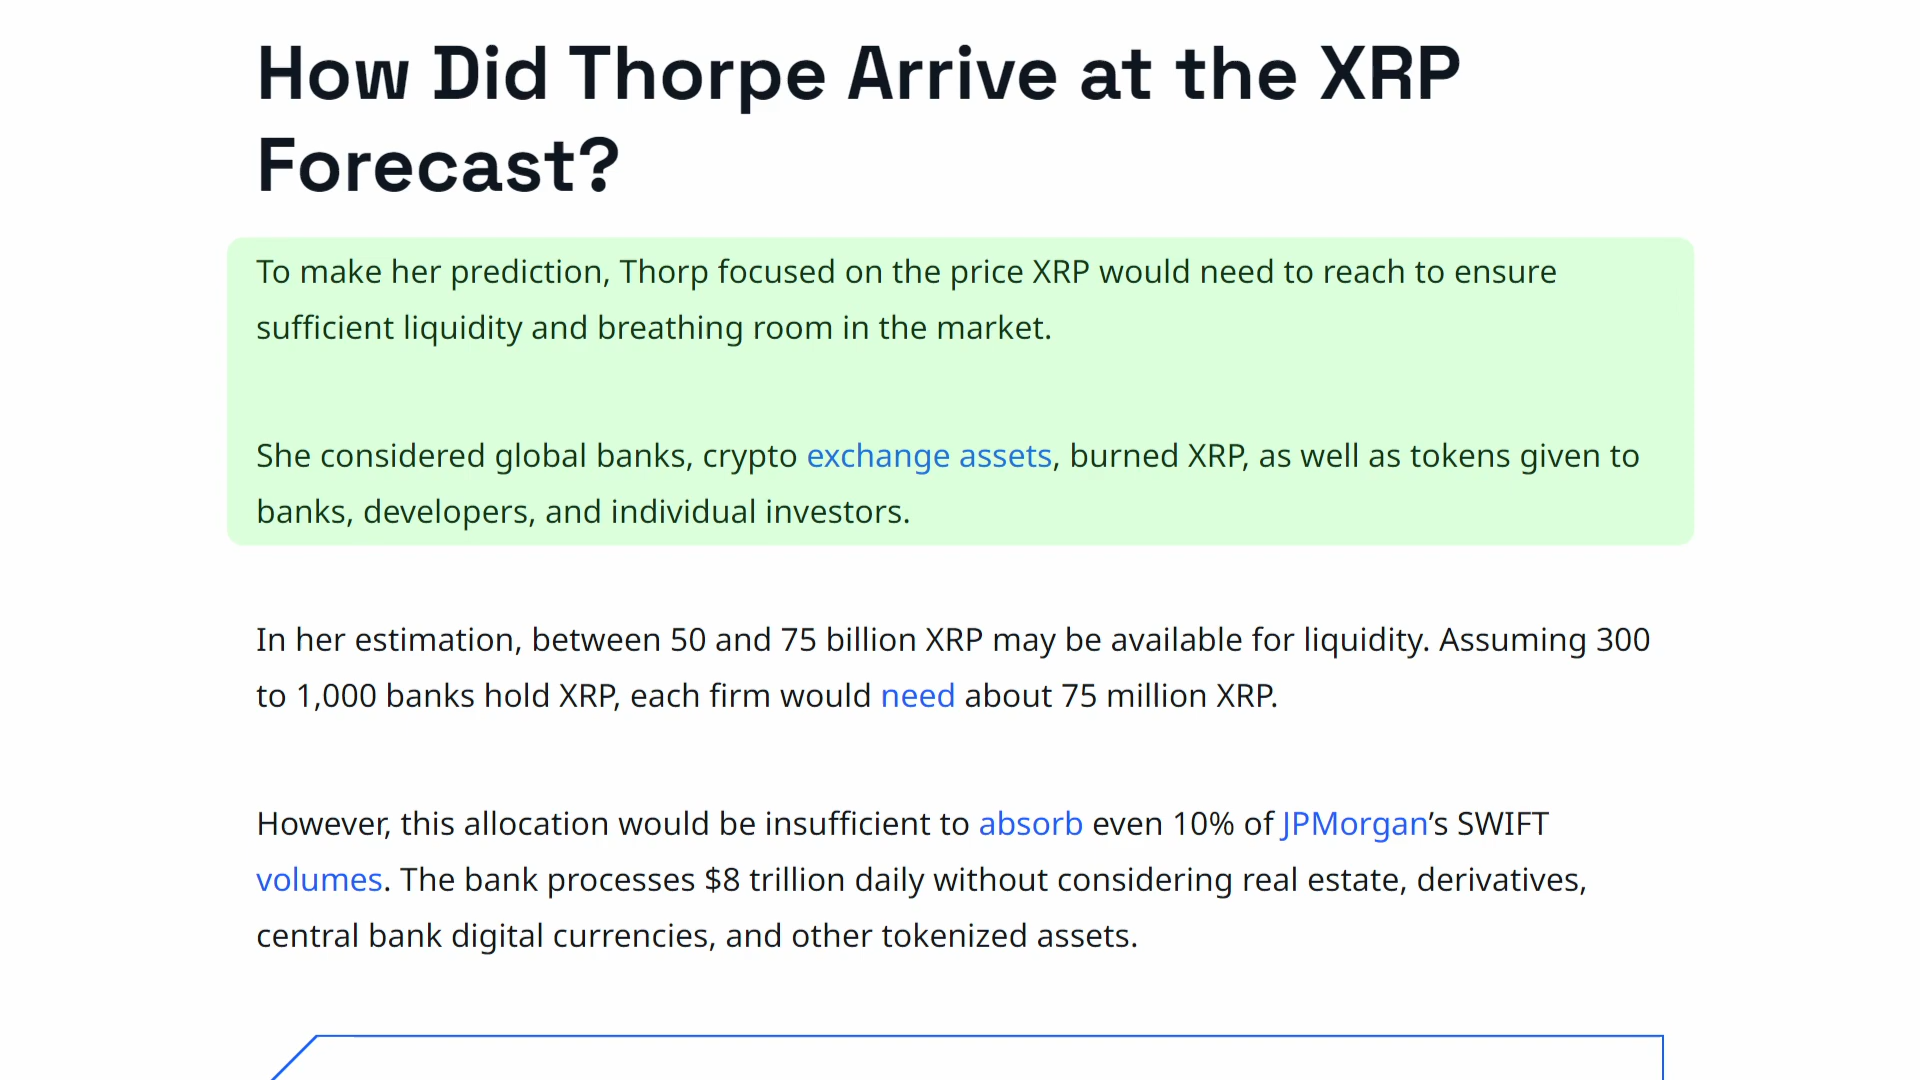 How Did Thorpe Arrive at the XRP
Forecast?
To make her prediction, Thorp focused on the price XRP would need to reach to ensure
sufficient liquidity and breathing room in the market.
She considered global banks, crypto exchange assets, burned XRP, as well as tokens given to
banks, developers, and individual investors.
In her estimation, between 50 and 75 billion XRP may be available for liquidity. Assuming 300
to 1,000 banks hold XRP, each firm would need about 75 million XRP.
However, this allocation would be insufficient to absorb even 10% of JPMorgan’s SWIFT
volumes. The bank processes $8 trillion daily without considering real estate, derivatives,
central bank digital currencies, and other tokenized assets.